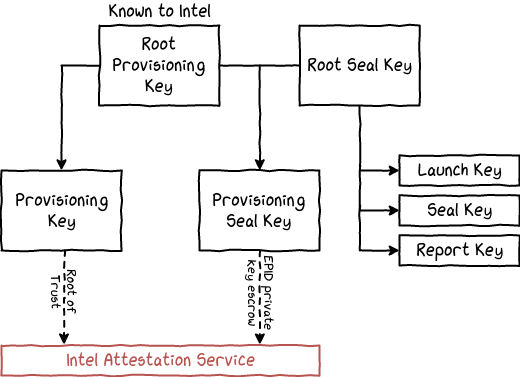 Known to Intel
Root
Provisioning
Key
Root Seal Key
Provisioning
Key
Provisioning
Seal Key
Launch Key
Seal Key
Report Key
Root of
Trust
EPID private
key escrow
Intel Attestation Service